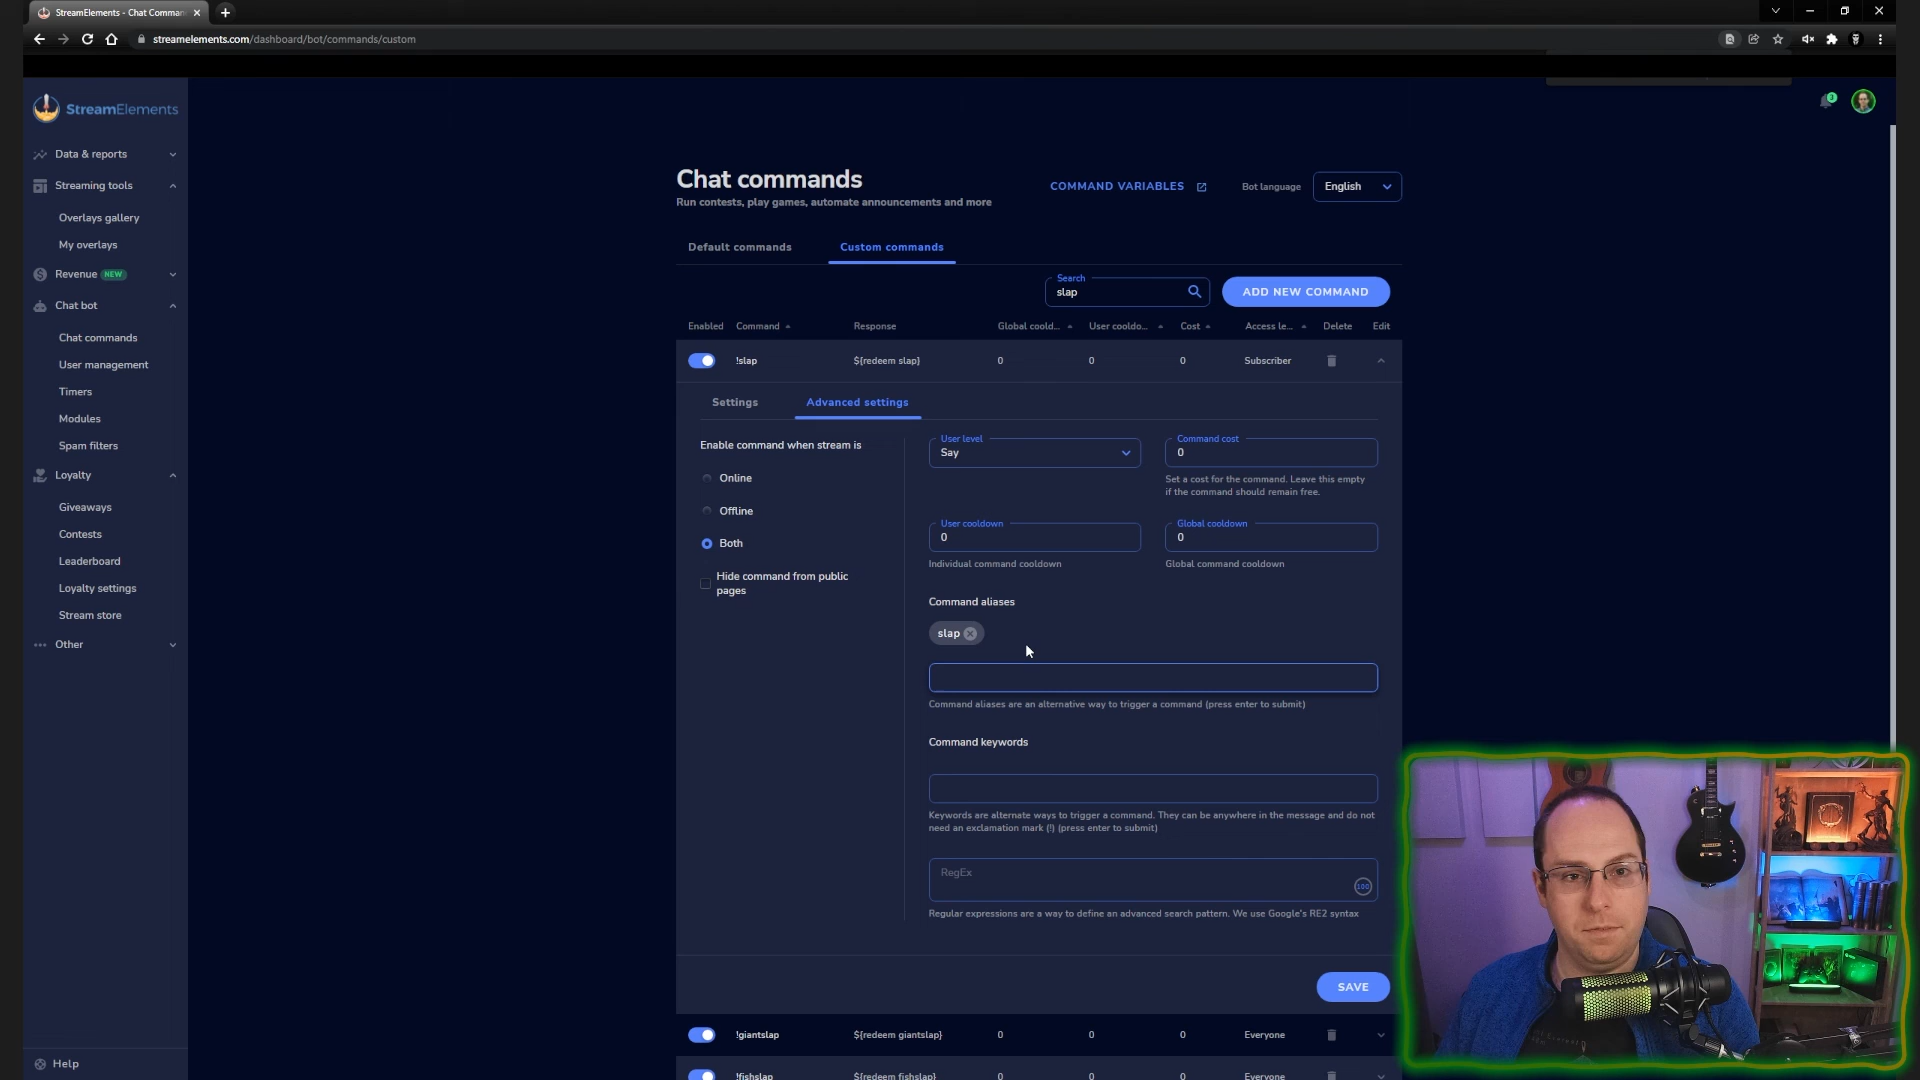 StreamElements - Chat Comman
streamelements.com/dashboard/bot/commands/custom
StreamElements
3
Data & reports
Streaming tools
Overlays gallery
My overlays
Revenue NEW
Chat bot
Chat commands
User management
Timers
Modules
Spam filters
Loyalty
Giveaways
Contests
Leaderboard
Loyalty settings
Stream store
Other
Help
Chat commands
Run contests, play games, automate announcements and more
COMMAND VARIABLES
Bot language
English
Default commands
Custom commands
Search
slap
ADD NEW COMMAND
Enabled Command Response Global coold... User cooldo... Cost Access le... Delete Edit
!slap ${redeem slap} 0 0 0 Subscriber
Settings
Advanced settings
Enable command when stream is
Online
Offline
Both
Hide command from public
pages
User level
Say
Command cost
0
Set a cost for the command. Leave this empty
if the command should remain free.
User cooldown
0
Individual command cooldown
Global cooldown
0
Global command cooldown
Command aliases
slap
Command aliases are an alternative way to trigger a command (press enter to submit)
Command keywords
Keywords are alternate ways to trigger a command. They can be anywhere in the message and do not
need an exclamation mark (!) (press enter to submit)
RegEx
100
Regular expressions are a way to define an advanced search pattern. We use Google's RE2 syntax
SAVE
!giantslap ${redeem giantslap} 0 0 0 Everyone
!fishslap ${redeem fishslap} 0 0 0 Everyone